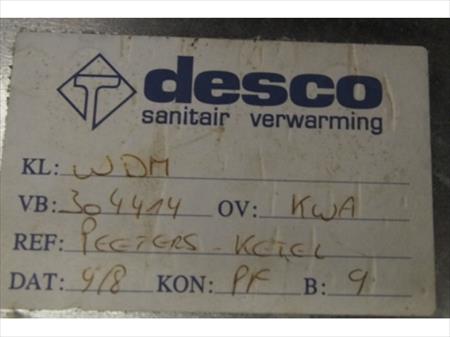 desco
sanitair verwarming
KL: WDM
VB: 304414 OV: KWA
REF: PEETERS - KETEL
DAT: 9/8 KON: PF B: 9